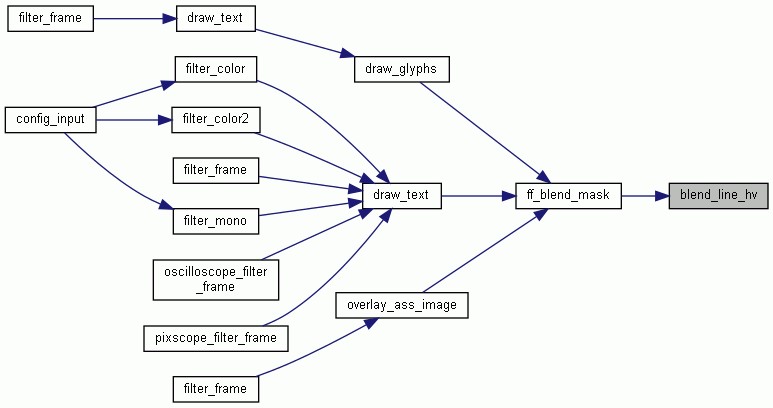 filter_frame
draw_text
draw_glyphs
filter_color
config_input
filter_color2
filter_frame
draw_text
ff_blend_mask
blend_line_hv
filter_mono
oscilloscope_filter
_frame
overlay_ass_image
pixscope_filter_frame
filter_frame